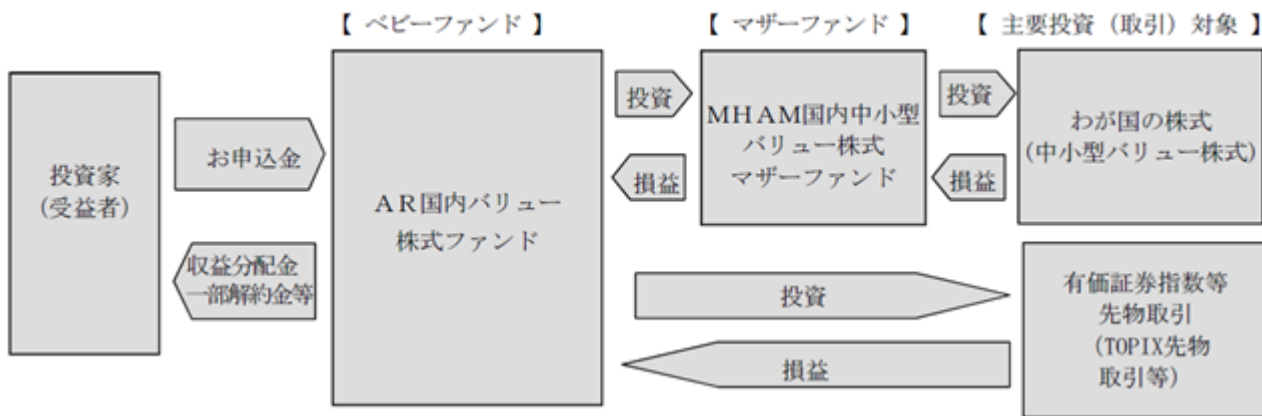 【 ベビーファンド 】
【 マザーファンド 】
【 主要投資（取引）対象 】
投資家
(受益者)
お申込金
収益分配金
一部解約金等
ＡＲ国内バリュー
株式ファンド
投資
損益
ＭＨＡＭ国内中小型
バリュー株式
マザーファンド
投資
損益
わが国の株式
(中小型バリュー株式)
投資
損益
有価証券指数等
先物取引
(TOPIX先物
取引等)